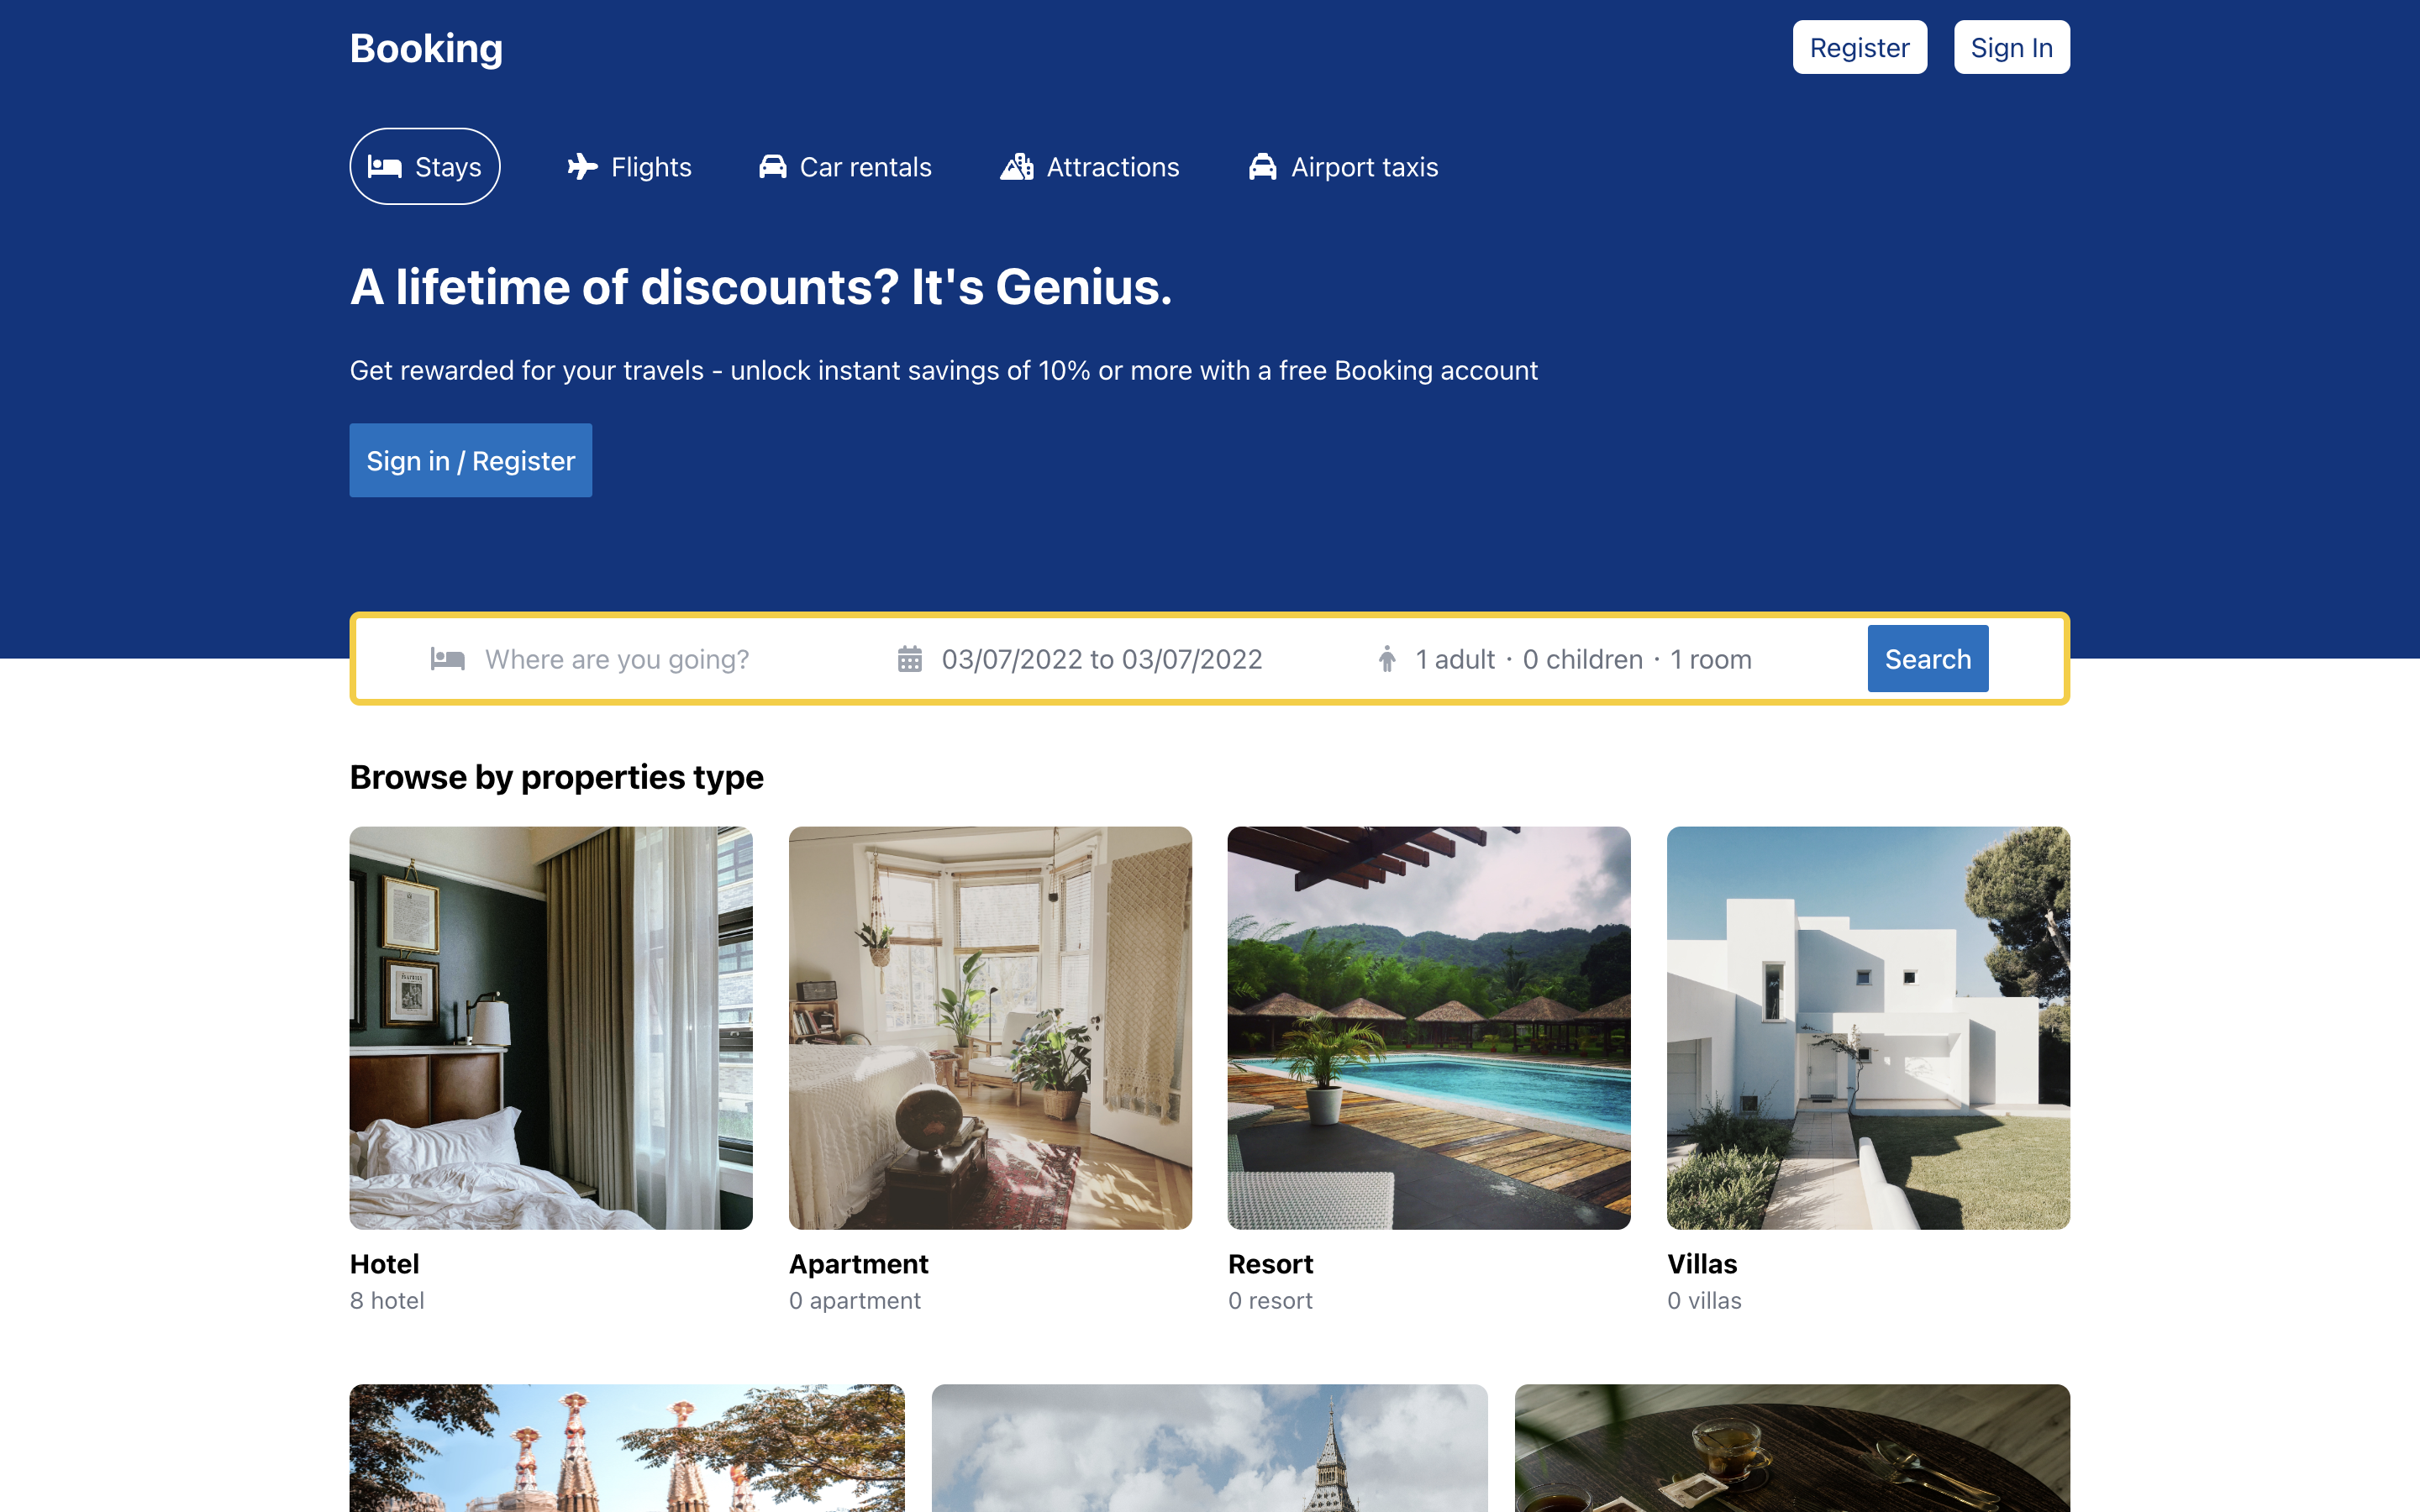 Booking
Register
Sign In
Stays
Flights
Car rentals
Attractions
Airport taxis
A lifetime of discounts? It's Genius.
Get rewarded for your travels - unlock instant savings of 10% or more with a free Booking account
Sign in / Register
Where are you going?
03/07/2022 to 03/07/2022
1 adult · 0 children · 1 room
Search
Browse by properties type
Hotel
8 hotel
Apartment
0 apartment
Resort
0 resort
Villas
0 villas